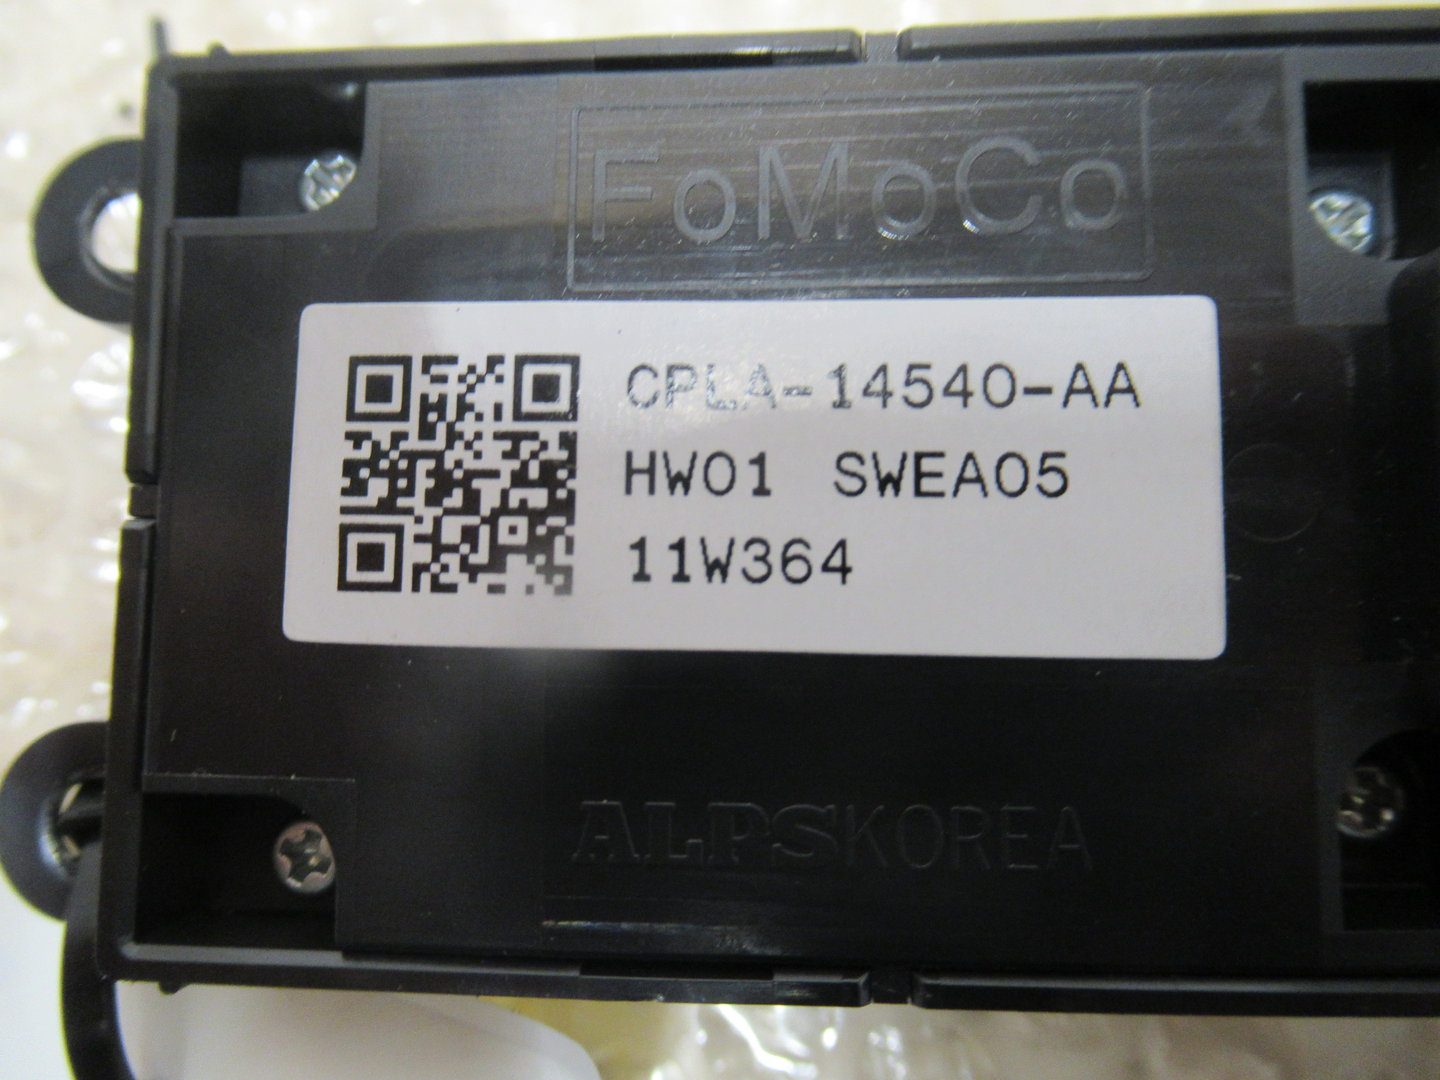 FoMoCo
CPLA-14540-AA
HW01 SWEA05
11W364
ALPSKOREA